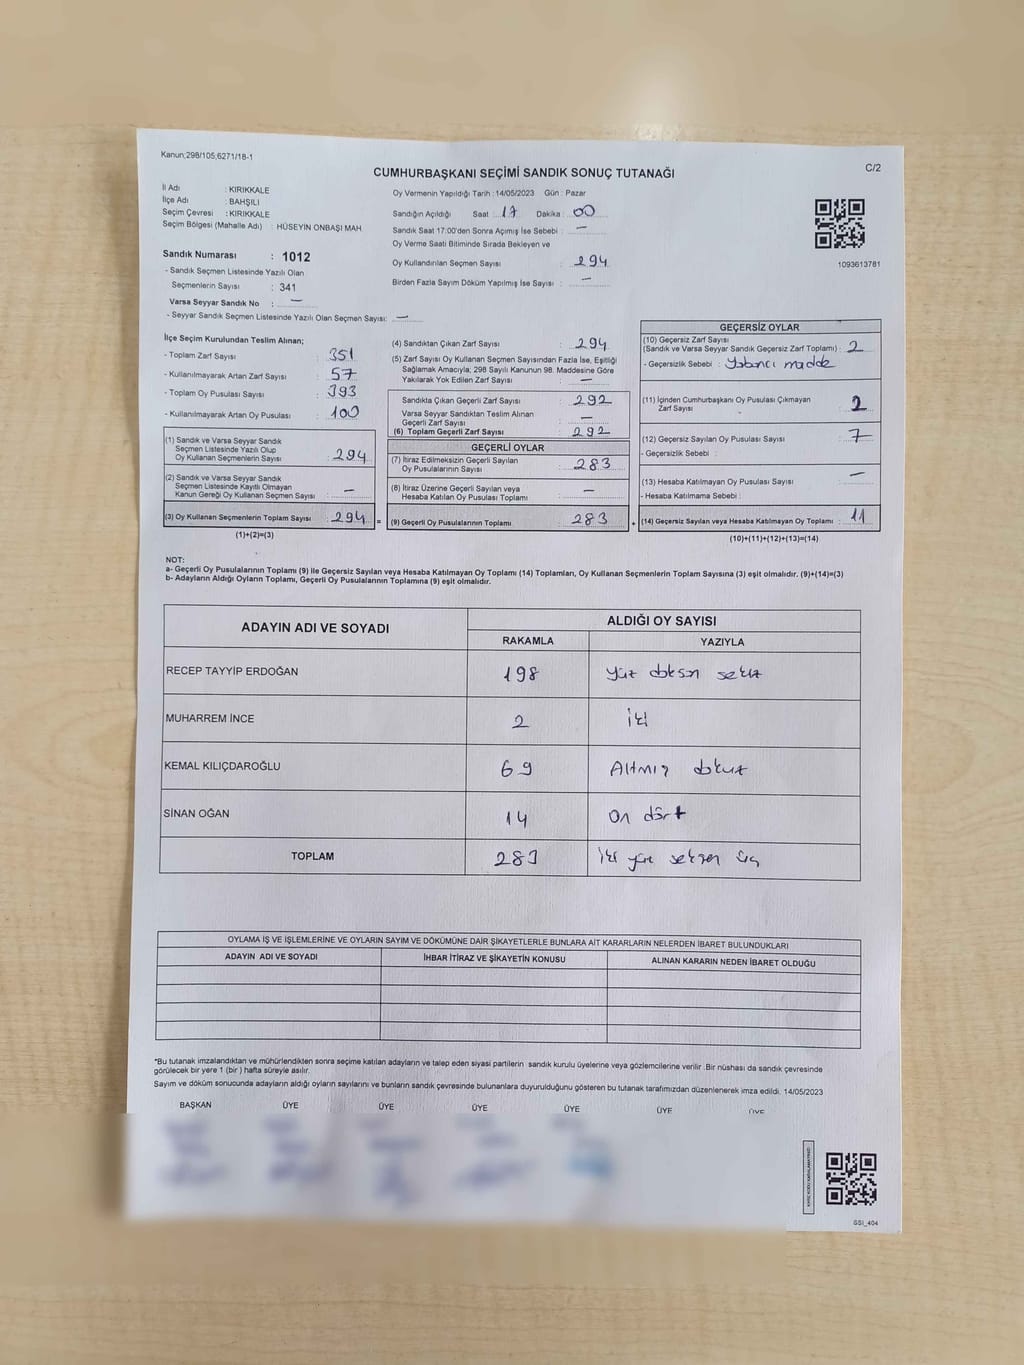 Kanun;298/105,6271/18-1
C/2
CUMHURBAŞKANI SEÇİMİ SANDIK SONUÇ TUTANAĞI
İl Adı : KIRIKKALE
İlçe Adı : BAHŞILI
Seçim Çevresi : KIRIKKALE
Seçim Bölgesi (Mahalle Adı) : HÜSEYİN ONBAŞI MAH.
Sandık Numarası : 1012
- Sandık Seçmen Listesinde Yazılı Olan
Seçmenlerin Sayısı : 341
Varsa Seyyar Sandık No : —
- Seyyar Sandık Seçmen Listesinde Yazılı Olan Seçmen Sayısı: —
Oy Vermenin Yapıldığı Tarih : 14/05/2023 Gün : Pazar
Sandığın Açıldığı Saat : 17 Dakika : 00
Sandık Saat 17:00'den Sonra Açımış İse Sebebi : —
Oy Verme Saati Bitiminde Sırada Bekleyen ve
Oy Kullandırılan Seçmen Sayısı : 294
Birden Fazla Sayım Döküm Yapılmış İse Sayısı : —
1093613781
İlçe Seçim Kurulundan Teslim Alınan;
- Toplam Zarf Sayısı : 351
- Kullanılmayarak Artan Zarf Sayısı : 57
- Toplam Oy Pusulası Sayısı : 393
- Kullanılmayarak Artan Oy Pusulası : 100
(1) Sandık ve Varsa Seyyar Sandık
Seçmen Listesinde Yazılı Olup
Oy Kullanan Seçmenlerin Sayısı : 294
(2) Sandık ve Varsa Seyyar Sandık
Seçmen Listesinde Kayıtlı Olmayan
Kanun Gereği Oy Kullanan Seçmen Sayısı : —
(3) Oy Kullanan Seçmenlerin Toplam Sayısı : 294 =
(1)+(2)=(3)
(4) Sandıktan Çıkan Zarf Sayısı : 294
(5) Zarf Sayısı Oy Kullanan Seçmen Sayısından Fazla İse, Eşitliği
Sağlamak Amacıyla; 298 Sayılı Kanunun 98. Maddesine Göre
Yakılarak Yok Edilen Zarf Sayısı : —
Sandıkta Çıkan Geçerli Zarf Sayısı : 292
Varsa Seyyar Sandıktan Teslim Alınan
Geçerli Zarf Sayısı : —
(6) Toplam Geçerli Zarf Sayısı : 292
GEÇERLİ OYLAR
(7) İtiraz Edilmeksizin Geçerli Sayılan
Oy Pusulalarının Sayısı : 283
(8) İtiraz Üzerine Geçerli Sayılan veya
Hesaba Katılan Oy Pusulası Toplamı : —
(9) Geçerli Oy Pusulalarının Toplamı : 283 +
GEÇERSİZ OYLAR
(10) Geçersiz Zarf Sayısı
(Sandık ve Varsa Seyyar Sandık Geçersiz Zarf Toplamı) : 2
- Geçersizlik Sebebi : Yabancı madde
(11) İçinden Cumhurbaşkanı Oy Pusulası Çıkmayan
Zarf Sayısı : 2
(12) Geçersiz Sayılan Oy Pusulası Sayısı : 7
- Geçersizlik Sebebi :
(13) Hesaba Katılmayan Oy Pusulası Sayısı : —
- Hesaba Katılmama Sebebi :
(14) Geçersiz Sayılan veya Hesaba Katılmayan Oy Toplamı : 11
(10)+(11)+(12)+(13)=(14)
NOT:
a- Geçerli Oy Pusulalarının Toplamı (9) ile Geçersiz Sayılan veya Hesaba Katılmayan Oy Toplamı (14) Toplamları, Oy Kullanan Seçmenlerin Toplam Sayısına (3) eşit olmalıdır. (9)+(14)=(3)
b- Adayların Aldığı Oyların Toplamı, Geçerli Oy Pusulalarının Toplamına (9) eşit olmalıdır.
ADAYIN ADI VE SOYADI
ALDIĞI OY SAYISI
RAKAMLA YAZIYLA
RECEP TAYYİP ERDOĞAN 198 Yüz doksan sekiz
MUHARREM İNCE 2 İki
KEMAL KILIÇDAROĞLU 69 Altmış dokuz
SİNAN OĞAN 14 On dört
TOPLAM 283 İki yüz seksen üç
OYLAMA İŞ VE İŞLEMLERİNE VE OYLARIN SAYIM VE DÖKÜMÜNE DAİR ŞİKAYETLERLE BUNLARA AİT KARARLARIN NELERDEN İBARET BULUNDUKLARI
ADAYIN ADI VE SOYADI İHBAR İTİRAZ VE ŞİKAYETİN KONUSU ALINAN KARARIN NEDEN İBARET OLDUĞU
*Bu tutanak imzalandıktan ve mühürlendikten sonra seçime katılan adayların ve talep eden siyasi partilerin sandık kurulu üyelerine veya gözlemcilerine verilir .Bir nüshası da sandık çevresinde
görülecek bir yere 1 (bir ) hafta süreyle asılır.
Sayım ve döküm sonucunda adayların aldığı oyların sayılarını ve bunların sandık çevresinde bulunanlara duyurulduğunu gösteren bu tutanak tarafımızdan düzenlenerek imza edildi. 14/05/2023
BAŞKAN ÜYE ÜYE ÜYE ÜYE ÜYE ÜYE
GSI_404